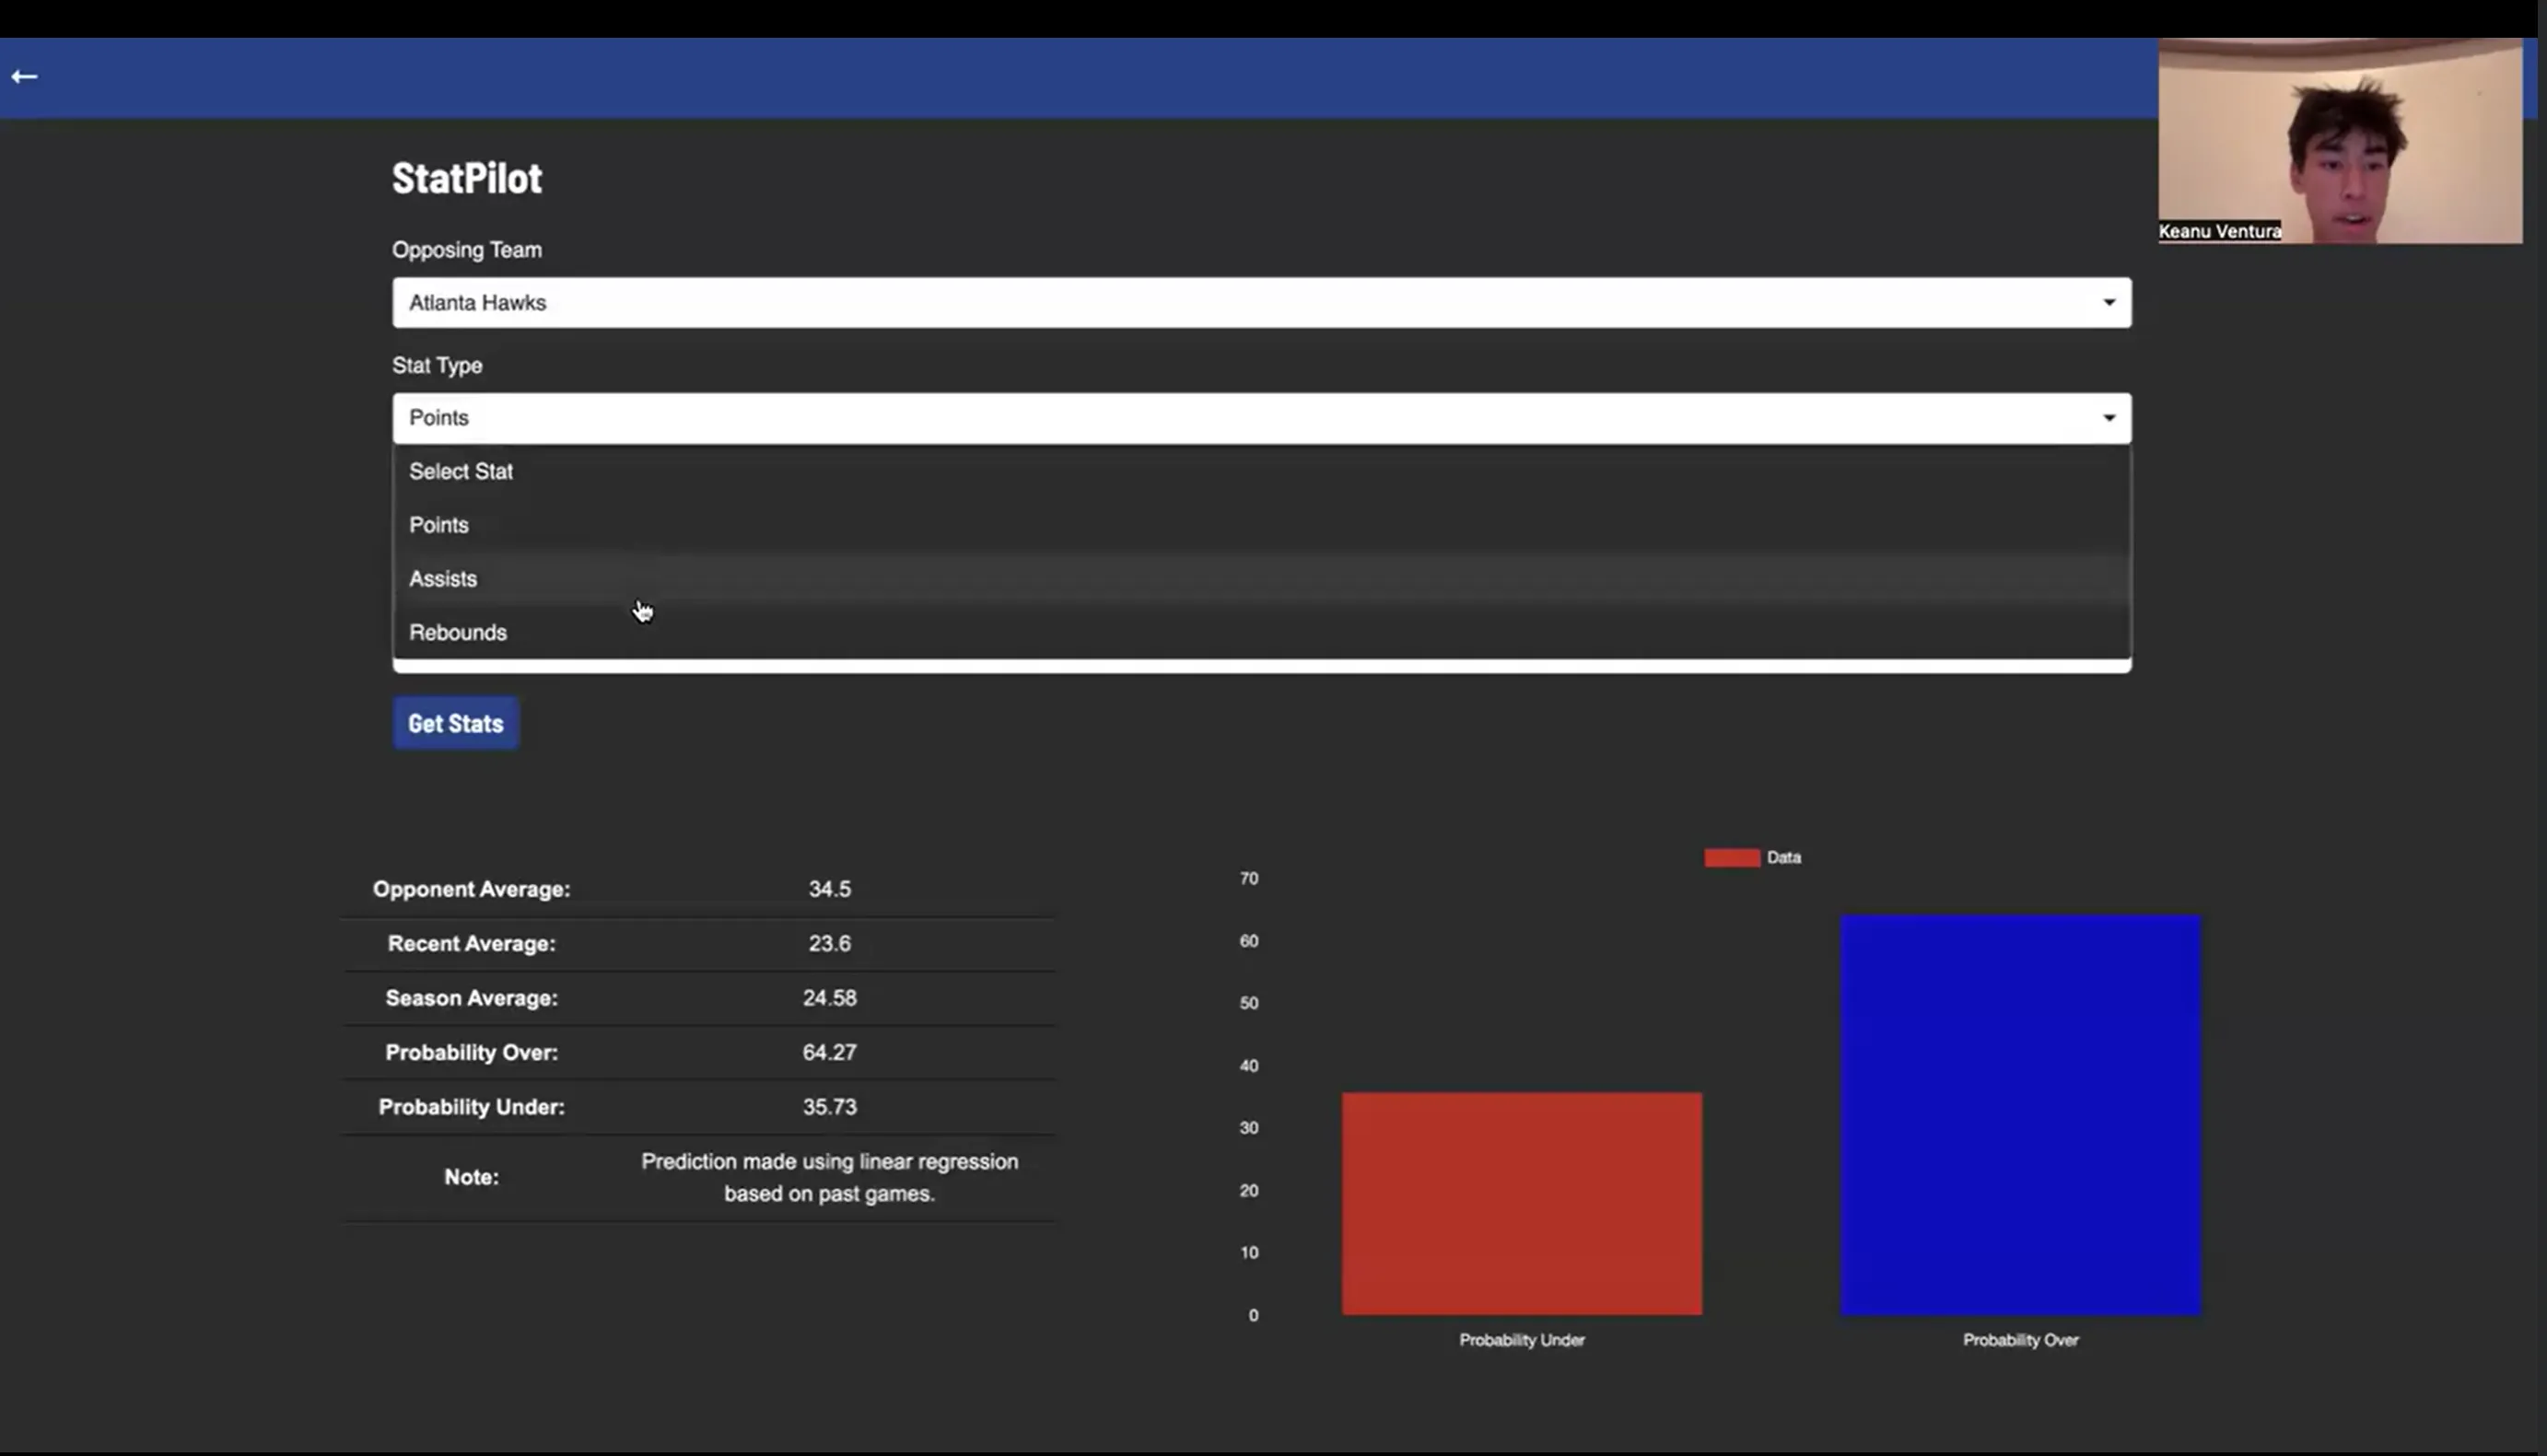 Keanu Ventura
StatPilot
Opposing Team
Atlanta Hawks
Stat Type
Points
Select Stat
Points
Assists
Rebounds
Get Stats
Opponent Average: 34.5
Recent Average: 23.6
Season Average: 24.58
Probability Over: 64.27
Probability Under: 35.73
Note: Prediction made using linear regression
based on past games.
Data
70
60
50
40
30
20
10
0
Probability Under Probability Over